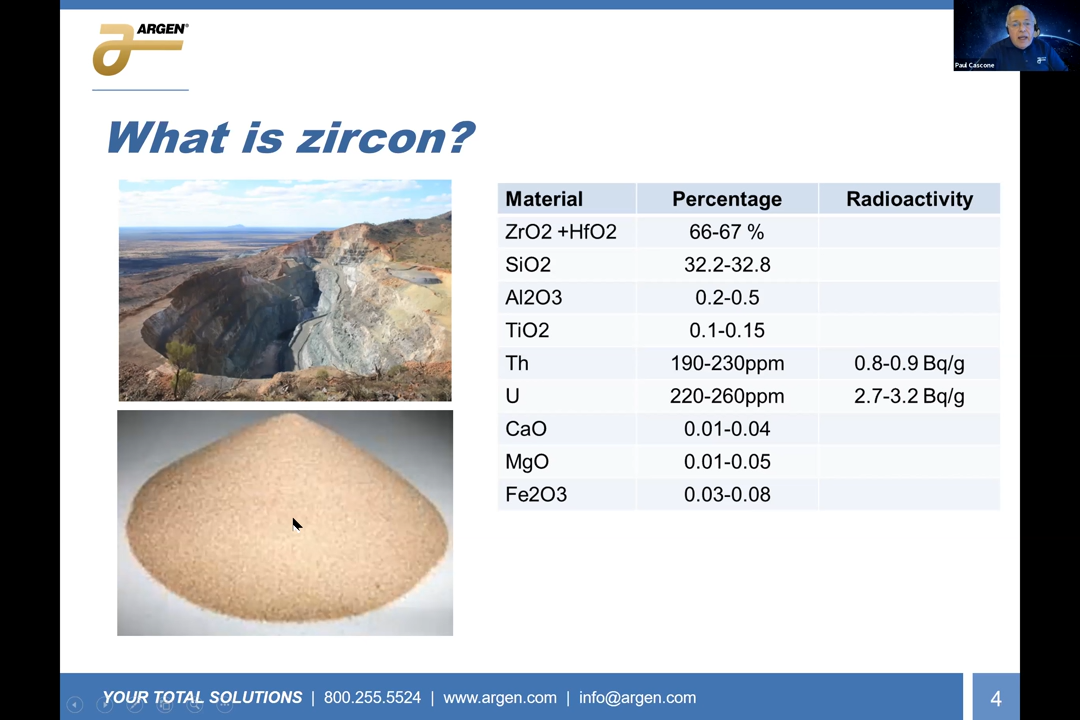 ARGEN®
Paul Cascone
What is zircon?
Material Percentage Radioactivity
ZrO2 +HfO2 66-67 %
SiO2 32.2-32.8
Al2O3 0.2-0.5
TiO2 0.1-0.15
Th 190-230ppm 0.8-0.9 Bq/g
U 220-260ppm 2.7-3.2 Bq/g
CaO 0.01-0.04
MgO 0.01-0.05
Fe2O3 0.03-0.08
YOUR TOTAL SOLUTIONS | 800.255.5524 | www.argen.com | info@argen.com 4